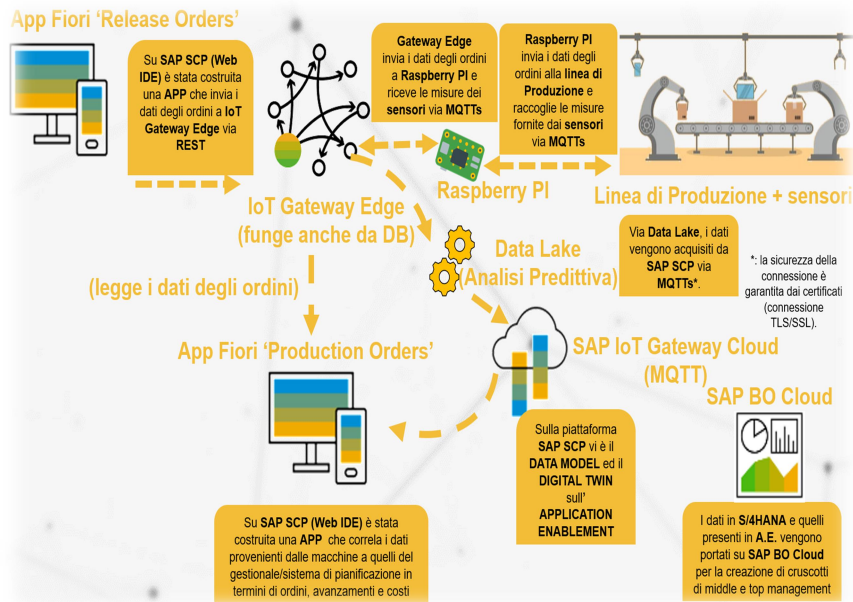 App Fiori ‘Release Orders’
Su SAP SCP (Web
IDE) è stata costruita
una APP che invia i
dati degli ordini a IoT
Gateway Edge via
REST
Gateway Edge
invia i dati degli ordini
a Raspberry PI e
riceve le misure dei
sensori via MQTTs
Raspberry PI
invia i dati degli
ordini alla linea di
Produzione e
raccoglie le misure
fornite dai sensori
via MQTTs
Raspberry PI
Linea di Produzione + sensori
IoT Gateway Edge
(funge anche da DB)
Data Lake
(Analisi Predittiva)
Via Data Lake, i dati
vengono acquisiti da
SAP SCP via
MQTTs*.
*: la sicurezza della
connessione è
garantita dai certificati
(connessione
TLS/SSL).
(legge i dati degli ordini)
App Fiori ‘Production Orders’
SAP IoT Gateway Cloud
(MQTT)
SAP BO Cloud
Sulla piattaforma
SAP SCP vi è il
DATA MODEL ed il
DIGITAL TWIN
sull’
APPLICATION
ENABLEMENT
Su SAP SCP (Web IDE) è stata
costruita una APP che correla i dati
provenienti dalle macchine a quelli del
gestionale/sistema di pianificazione in
termini di ordini, avanzamenti e costi
I dati in S/4HANA e quelli
presenti in A.E. vengono
portati su SAP BO Cloud
per la creazione di cruscotti
di middle e top management